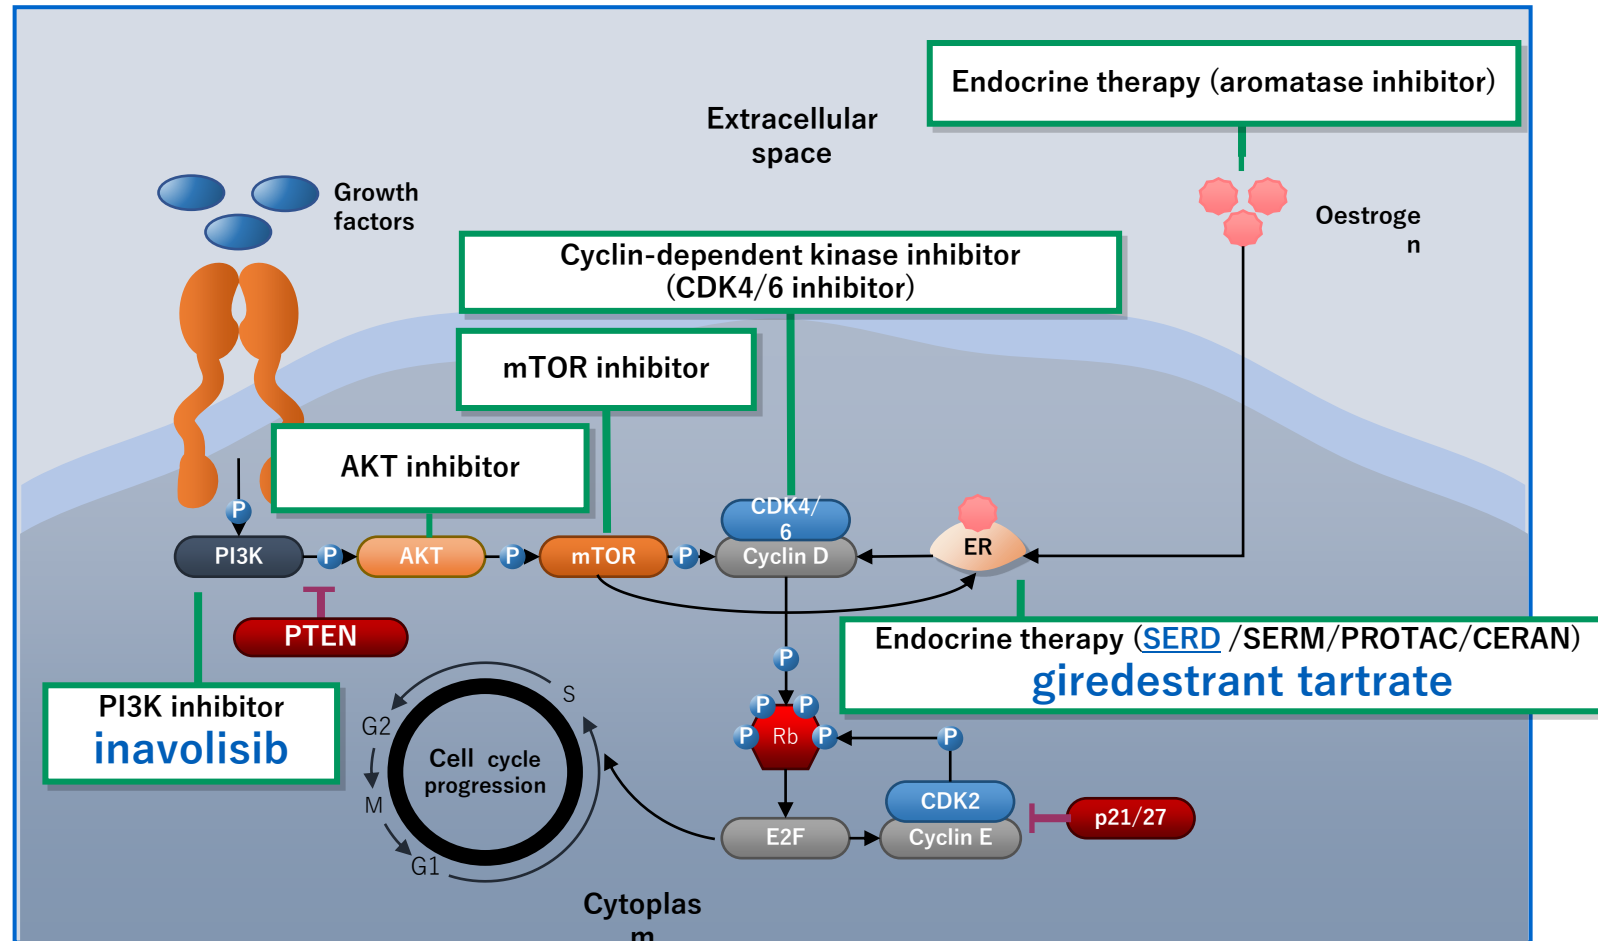 Endocrine therapy (aromatase inhibitor)
Extracellular
space
Growth
factors
Oestroge
n
Cyclin-dependent kinase inhibitor
(CDK4/6 inhibitor)
mTOR inhibitor
AKT inhibitor
P
PI3K
P
AKT
P
mTOR
P
CDK4/
6
Cyclin D
ER
PTEN
Endocrine therapy (SERD /SERM/PROTAC/CERAN)
giredestrant tartrate
PI3K inhibitor
inavolisib
P
P
P
P
Rb
P
P
S
G2
M
G1
Cell cycle
progression
CDK2
Cyclin E
p21/27
E2F
Cytoplas
m